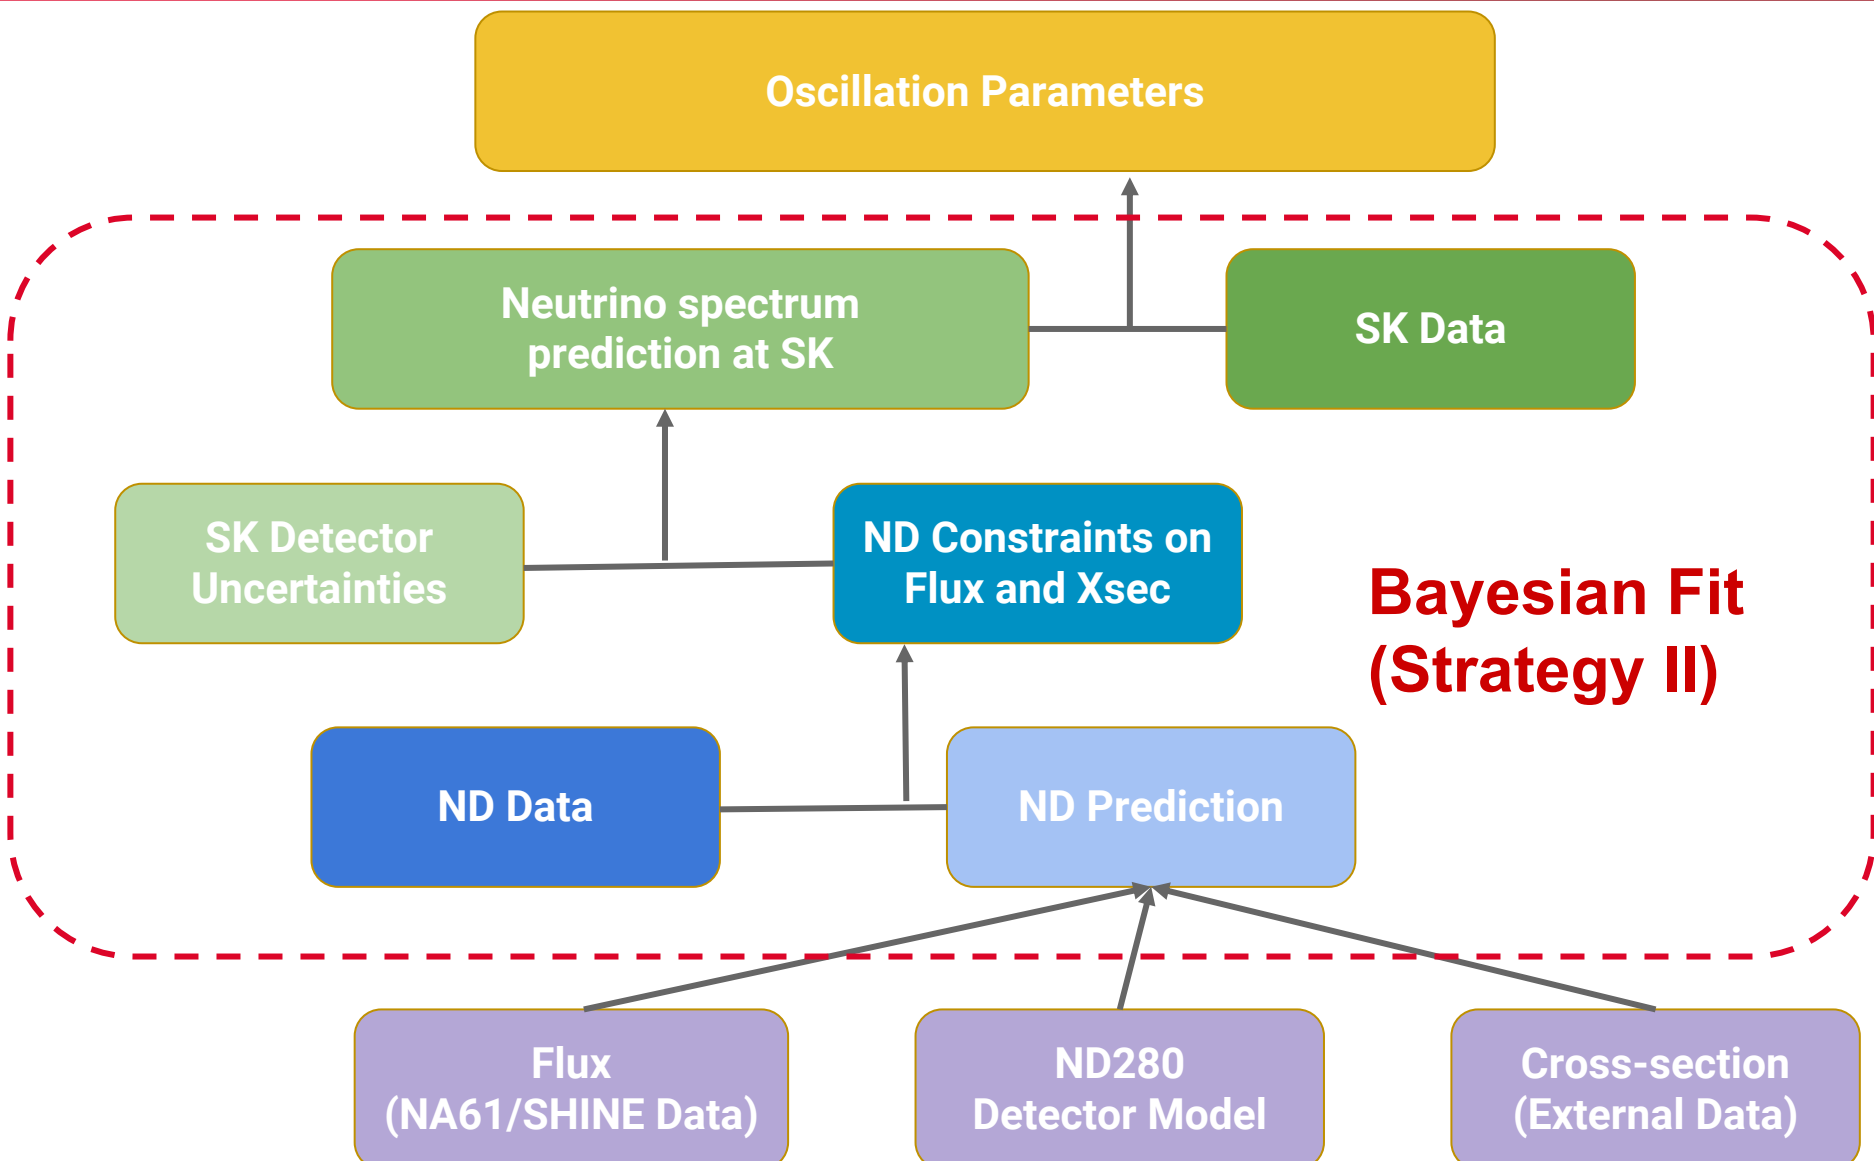 Oscillation Parameters
Neutrino spectrum
prediction at SK
SK Data
SK Detector
Uncertainties
ND Constraints on
Flux and Xsec
Bayesian Fit
(Strategy II)
ND Data
ND Prediction
Flux
(NA61/SHINE Data)
ND280
Detector Model
Cross-section
(External Data)